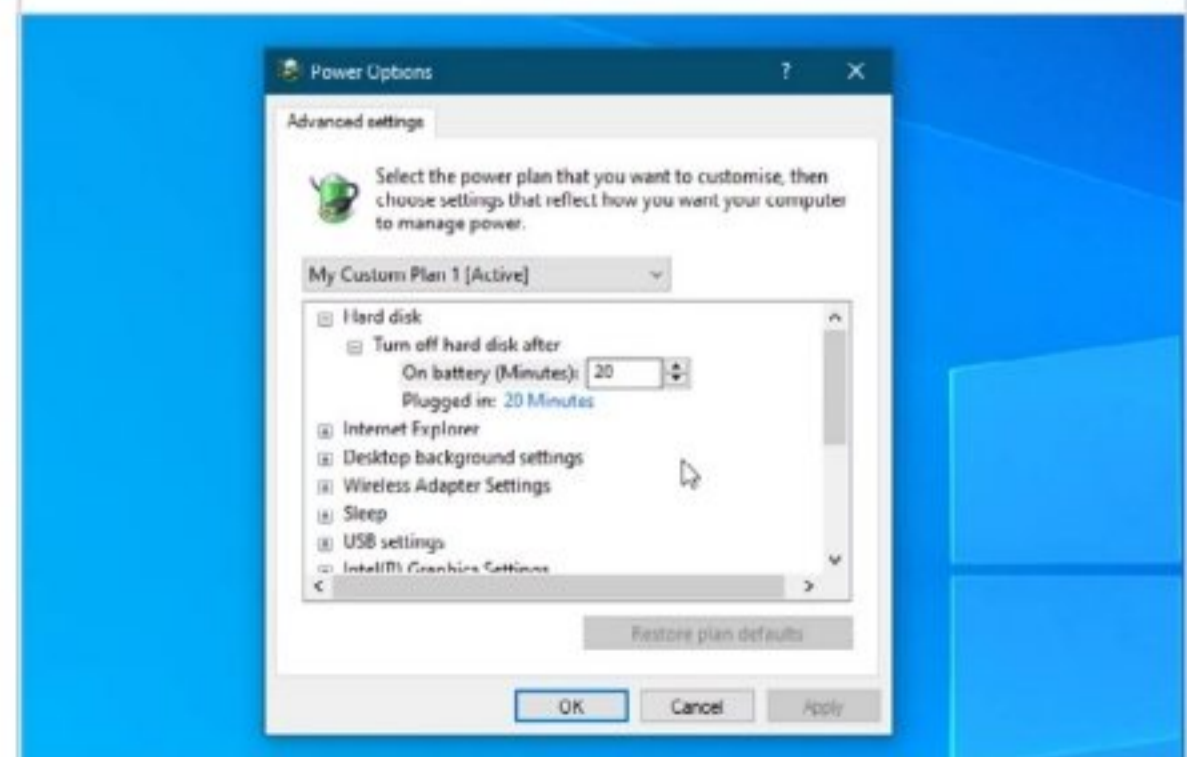 Power Options
?
Advanced settings
Select the power plan that you want to customise, then
choose settings that reflect how you want your computer
to manage power.
My Custom Plan 1 [Active]
Hard disk
Turn off hard disk after
On battery (Minutes): 20
Plugged in: 20 Minutes
Internet Explorer
Desktop background settings
Wireless Adapter Settings
Sleep
USB settings
Intel(R) Graphics Settings
Restore plan defaults
OK Cancel Apply